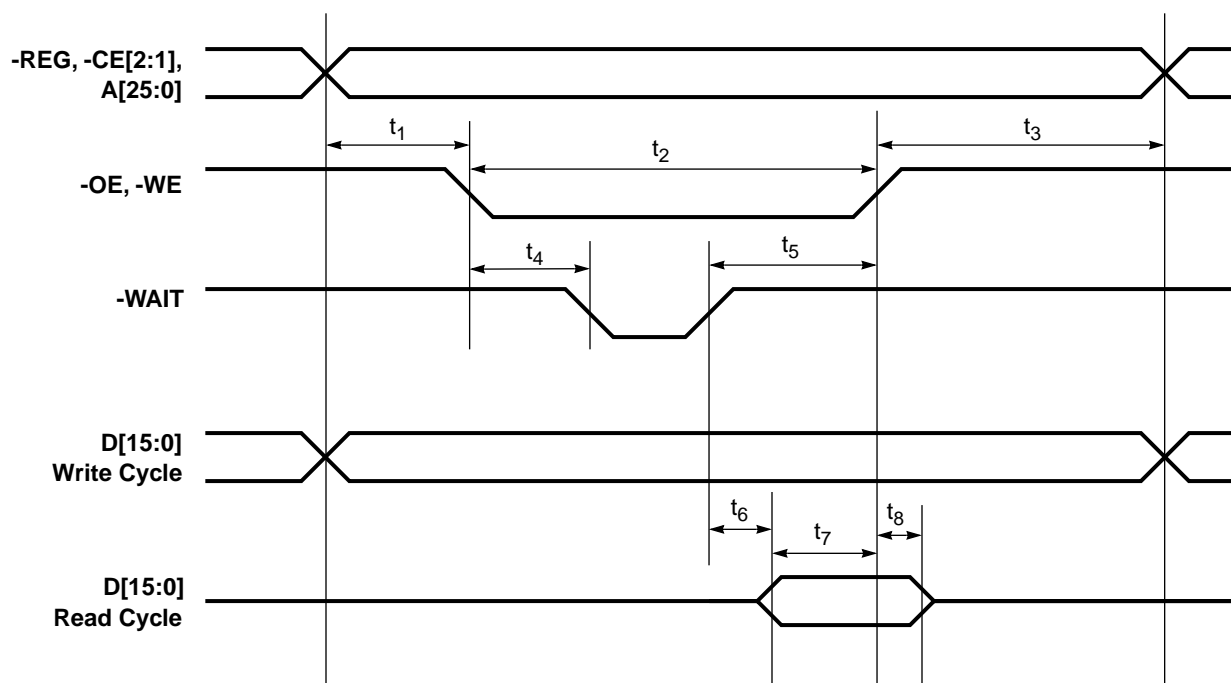 -REG, -CE[2:1],
A[25:0]
t1
t2
t3
-OE, -WE
t4
t5
-WAIT
D[15:0]
Write Cycle
t6
t7
t8
D[15:0]
Read Cycle